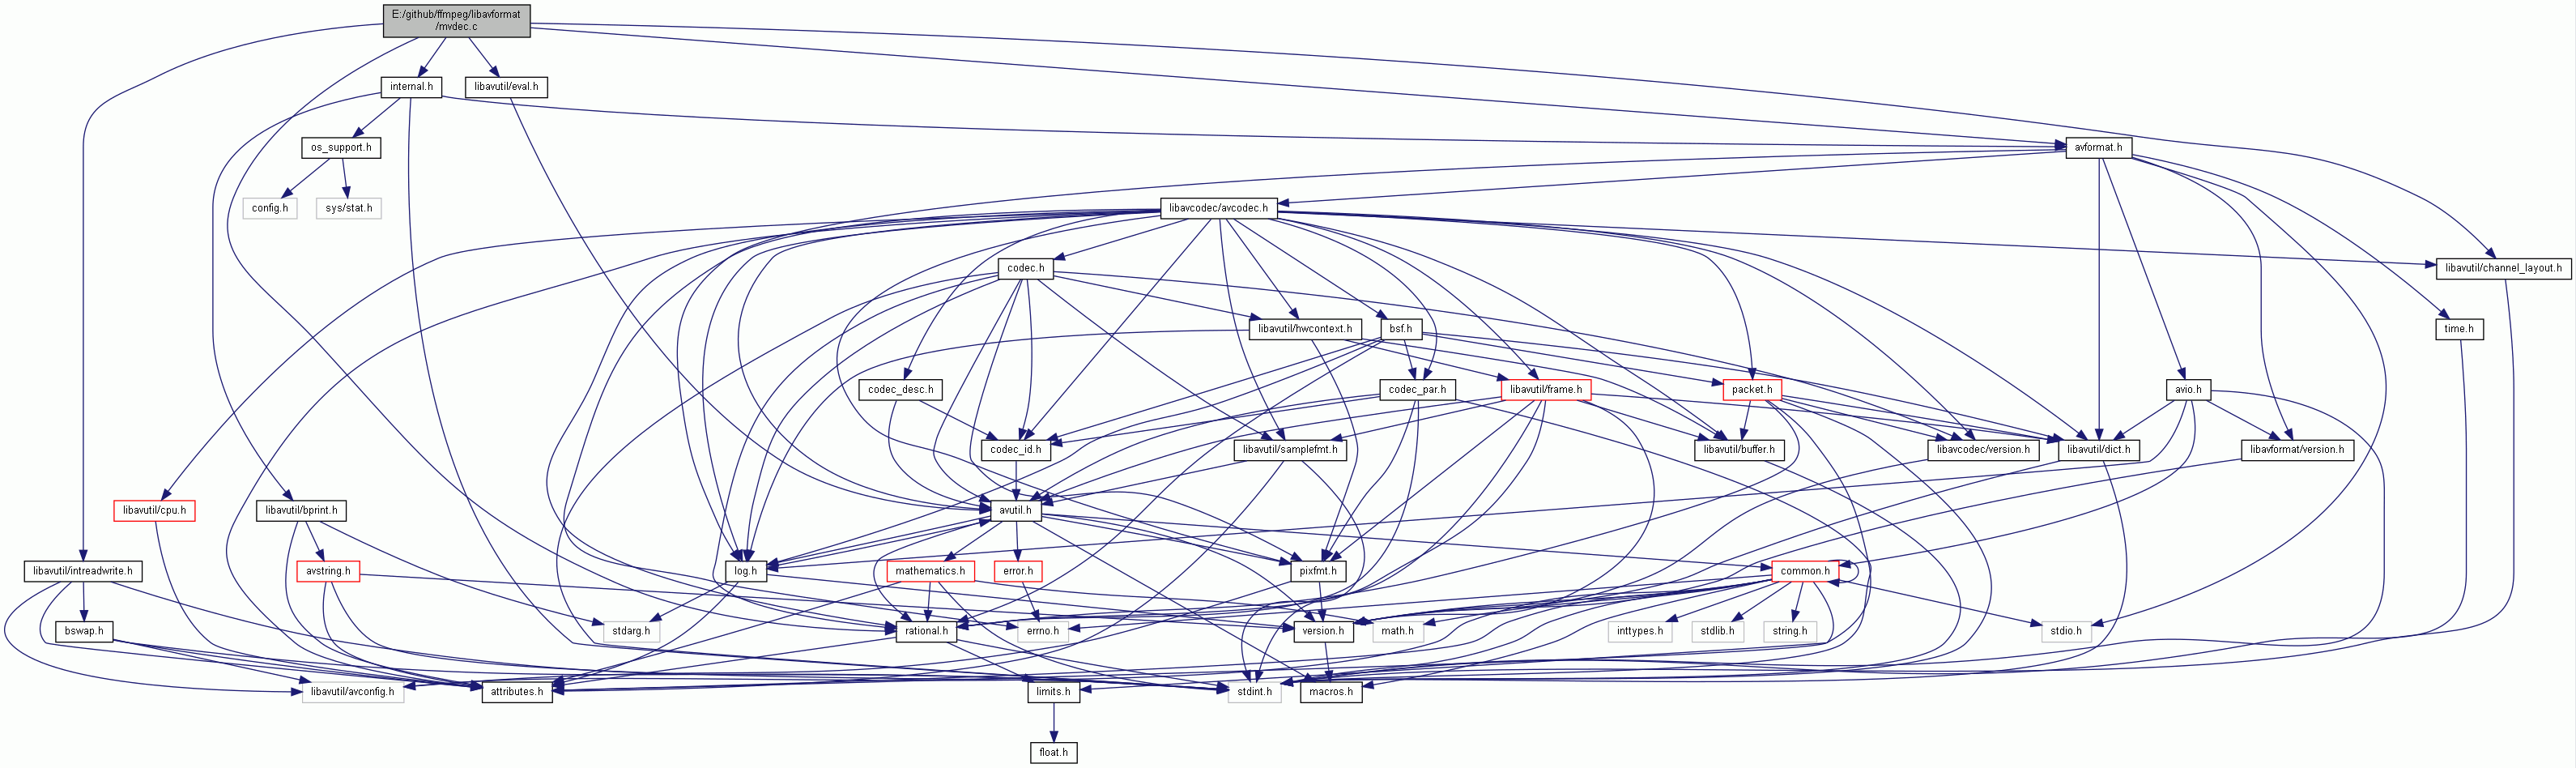 E:/github/ffmpeg/libavformat
/mvdec.c
internal.h
libavutil/eval.h
os_support.h
avformat.h
config.h
sys/stat.h
libavcodec/avcodec.h
codec.h
libavutil/channel_layout.h
libavutil/hwcontext.h
bsf.h
time.h
codec_desc.h
codec_par.h
libavutil/frame.h
packet.h
avio.h
codec_id.h
libavutil/samplefmt.h
libavutil/buffer.h
libavcodec/version.h
libavutil/dict.h
libavformat/version.h
libavutil/cpu.h
libavutil/bprint.h
avutil.h
libavutil/intreadwrite.h
avstring.h
log.h
mathematics.h
error.h
pixfmt.h
common.h
bswap.h
stdarg.h
rational.h
errno.h
version.h
math.h
inttypes.h
stdlib.h
string.h
stdio.h
libavutil/avconfig.h
attributes.h
limits.h
stdint.h
macros.h
float.h